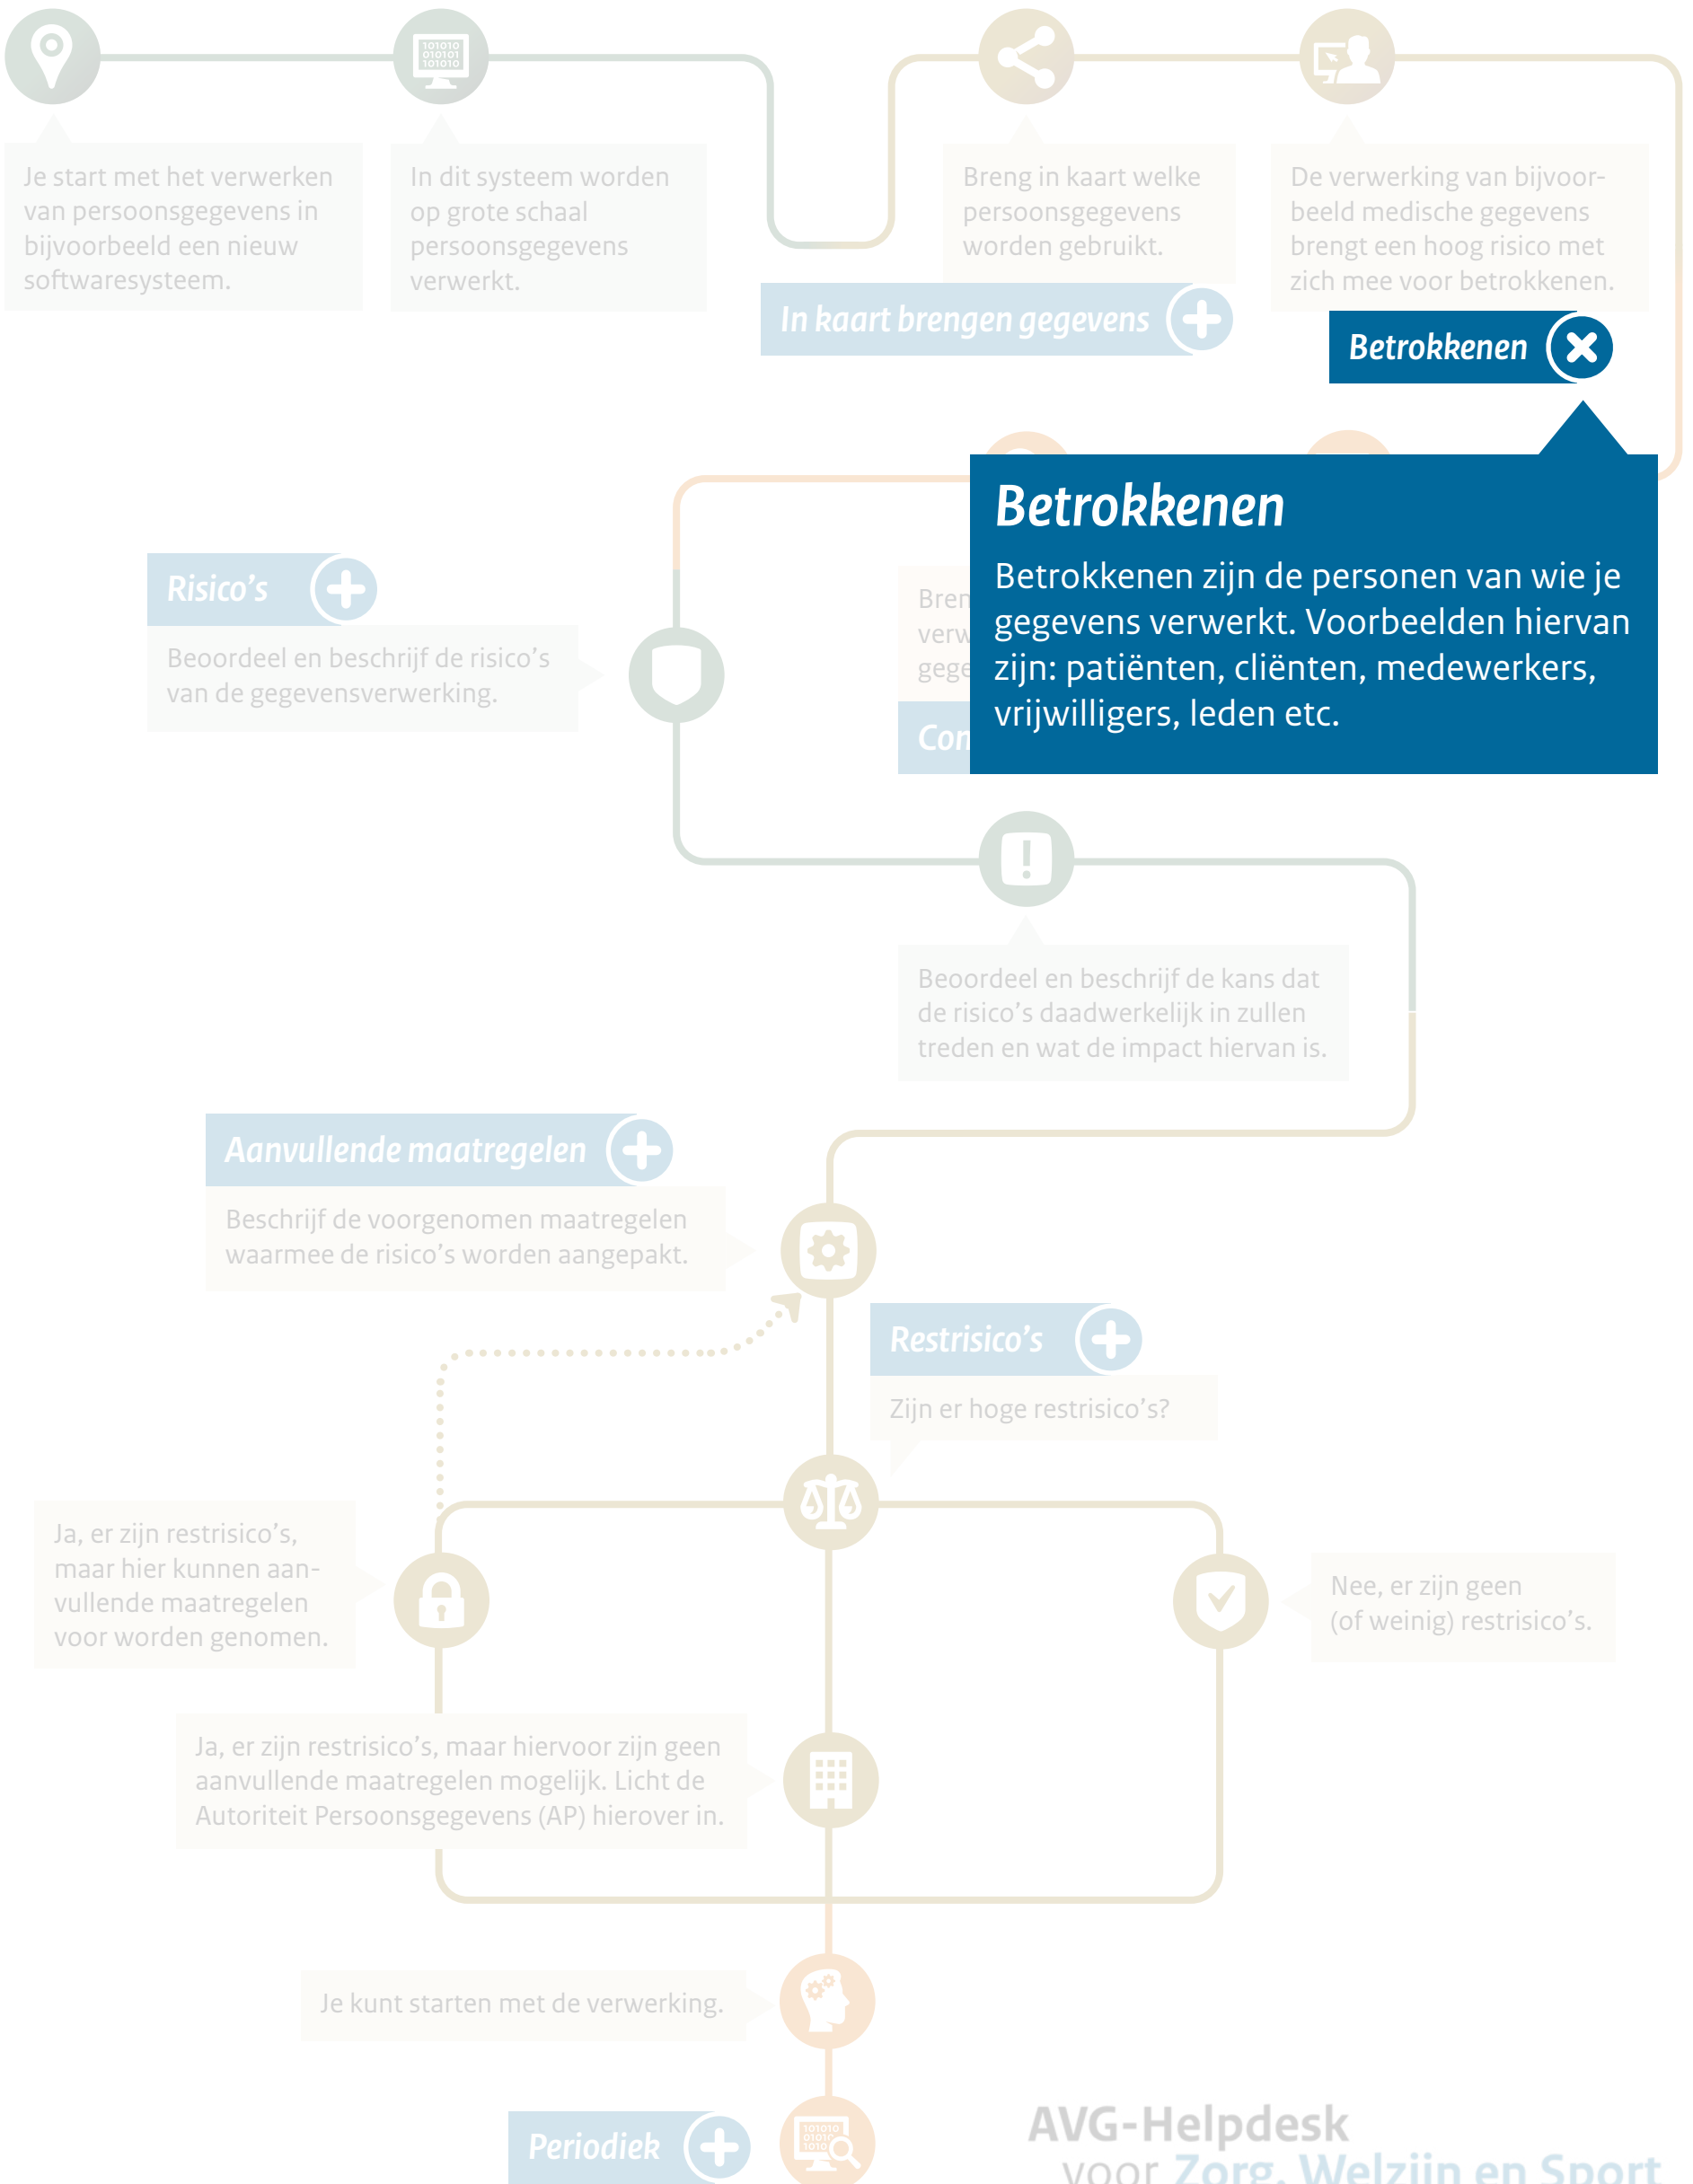 101010
010101
101010
Je start met het verwerken
van persoonsgegevens in
bijvoorbeeld een nieuw
softwaresysteem.
In dit systeem worden
op grote schaal
persoonsgegevens
verwerkt.
Breng in kaart welke
persoonsgegevens
worden gebruikt.
In kaart brengen gegevens
De verwerking van bijvoor-
beeld medische gegevens
brengt een hoog risico met
zich mee voor betrokkenen.
Betrokkenen
Betrokkenen
Betrokkenen zijn de personen van wie je
gegevens verwerkt. Voorbeelden hiervan
zijn: patiënten, cliënten, medewerkers,
vrijwilligers, leden etc.
Risico’s
Beoordeel en beschrijf de risico’s
van de gegevensverwerking.
Beoordeel en beschrijf de kans dat
de risico’s daadwerkelijk in zullen
treden en wat de impact hiervan is.
Aanvullende maatregelen
Beschrijf de voorgenomen maatregelen
waarmee de risico’s worden aangepakt.
Restrisico’s
Zijn er hoge restrisico’s?
Ja, er zijn restrisico’s,
maar hier kunnen aan-
vullende maatregelen
voor worden genomen.
Nee, er zijn geen
(of weinig) restrisico’s.
Ja, er zijn restrisico’s, maar hiervoor zijn geen
aanvullende maatregelen mogelijk. Licht de
Autoriteit Persoonsgegevens (AP) hierover in.
Je kunt starten met de verwerking.
Periodiek
AVG-Helpdesk
voor Zorg, Welzijn en Sport